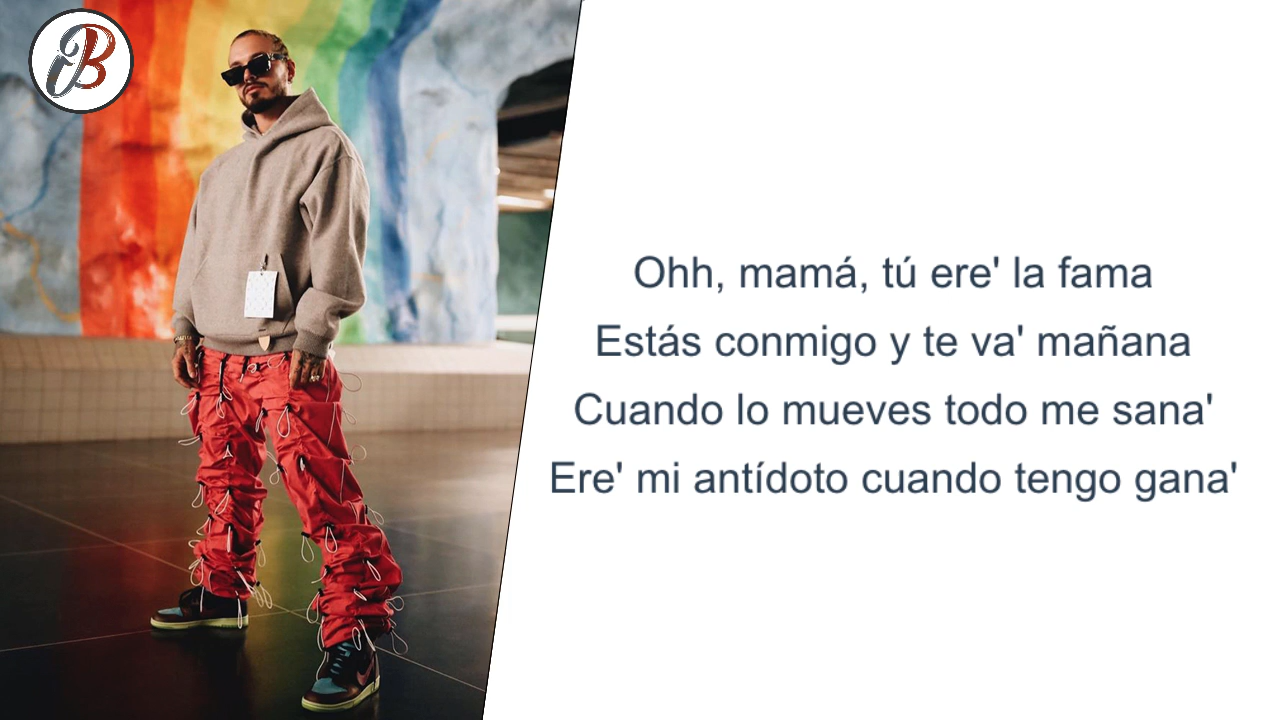 B
Ohh, mamá, tú ere' la fama
Estás conmigo y te va' mañana
Cuando lo mueves todo me sana'
Ere' mi antídoto cuando tengo gana'